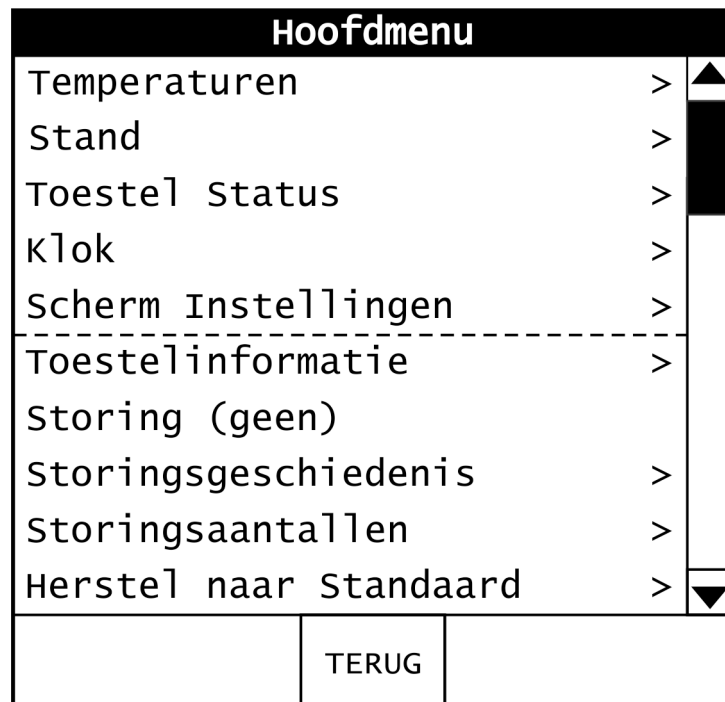 Hoofdmenu
Temperaturen >
Stand >
Toestel Status >
Klok >
Scherm Instellingen >
Toestelinformatie >
Storing (geen)
Storingsgeschiedenis >
Storingsaantallen >
Herstel naar Standaard >
TERUG